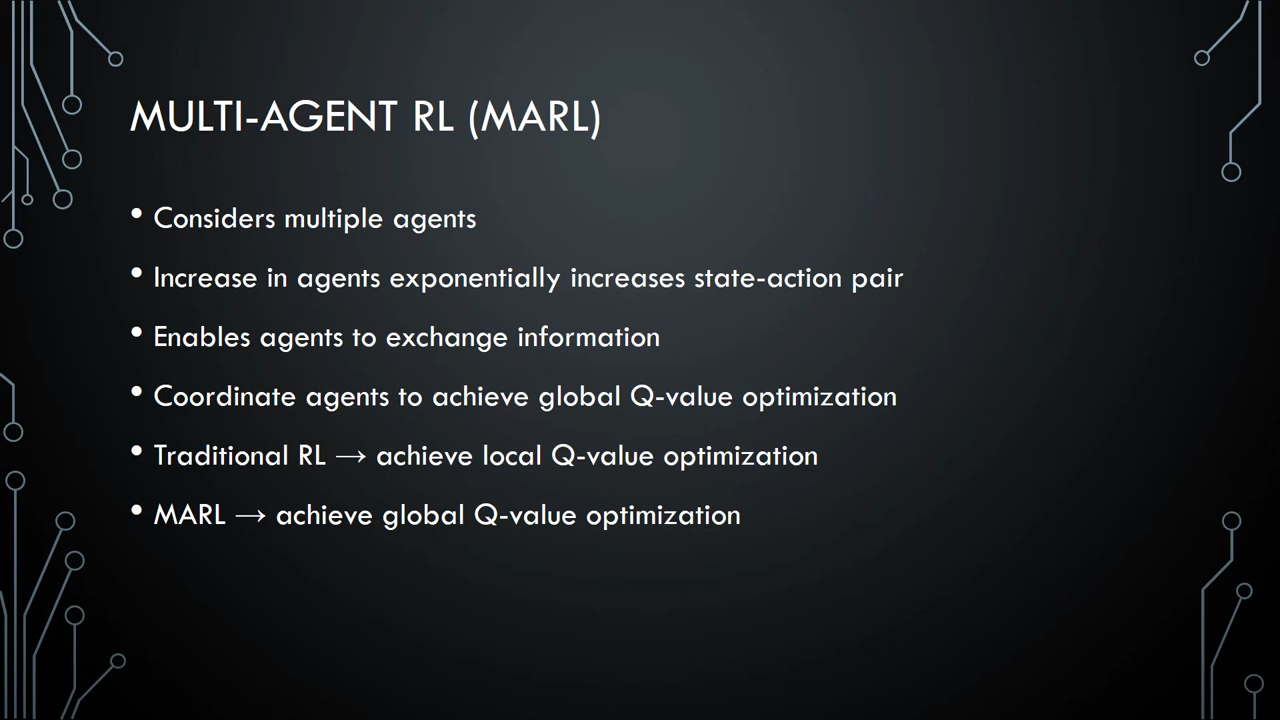 MULTI-AGENT RL (MARL)
• Considers multiple agents
• Increase in agents exponentially increases state-action pair
• Enables agents to exchange information
• Coordinate agents to achieve global Q-value optimization
• Traditional RL → achieve local Q-value optimization
• MARL → achieve global Q-value optimization